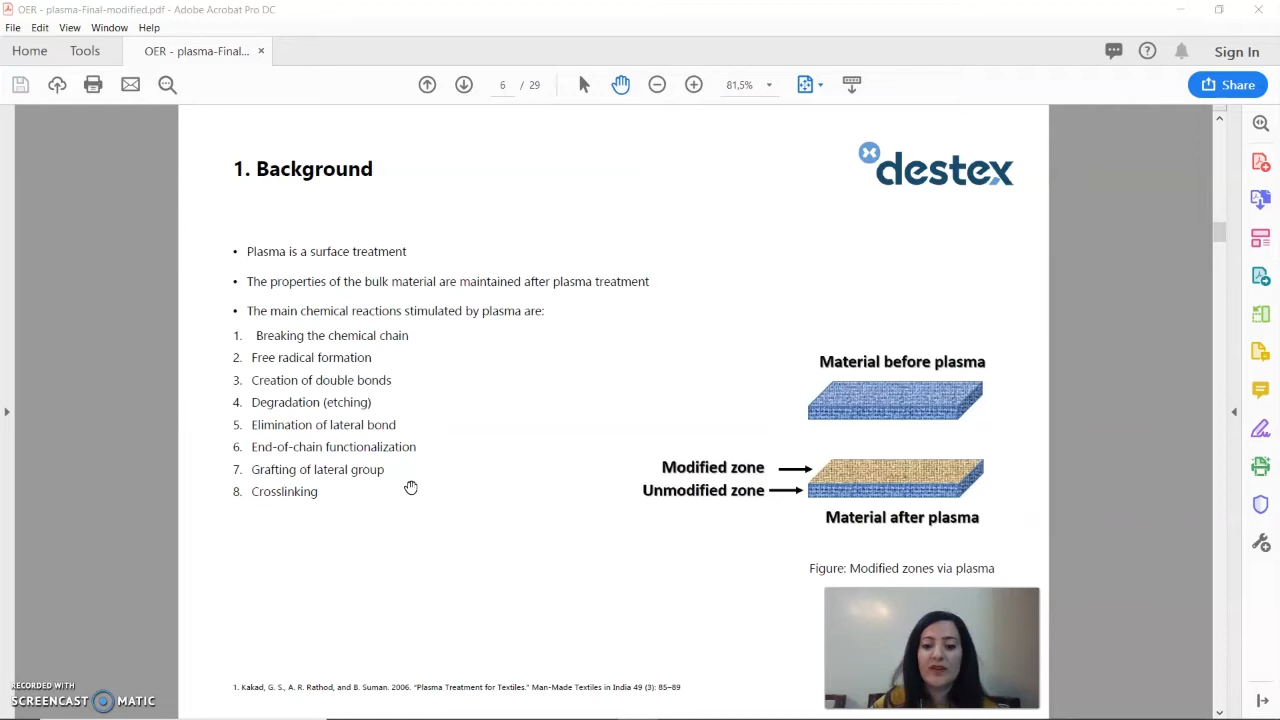 OER - plasma-Final-modified.pdf - Adobe Acrobat Pro DC
File Edit View Window Help
Home Tools OER - plasma-Final... × Sign In
6 / 29 81,5% Share
1. Background
destex
• Plasma is a surface treatment
• The properties of the bulk material are maintained after plasma treatment
• The main chemical reactions stimulated by plasma are:
1. Breaking the chemical chain
2. Free radical formation
3. Creation of double bonds
4. Degradation (etching)
Elimination of lateral bond
6. End-of-chain functionalization
7. Grafting of lateral group
8. Crosslinking
Material before plasma
Modified zone
Unmodified zone
Material after plasma
Figure: Modified zones via plasma
1. Kakad, G. S., A. R. Rathod, and B. Suman. 2006. "Plasma Treatment for Textiles." Man-Made Textiles in India 49 (3): 85–89
RECORDED WITH
SCREENCAST MATIC